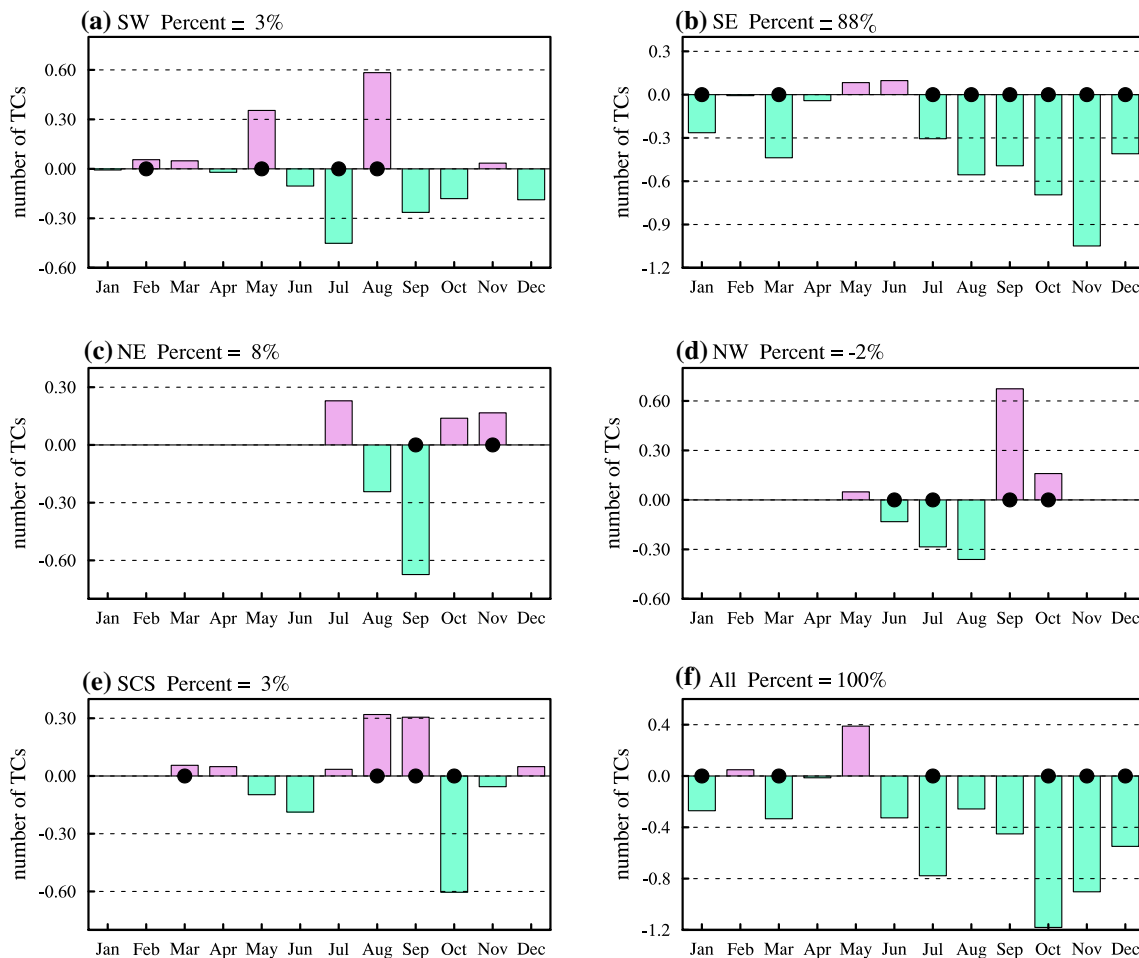 (a) SW Percent = 3%
number of TCs
0.60
0.30
0.00
-0.30
-0.60
Jan Feb Mar Apr May Jun Jul Aug Sep Oct Nov Dec
(b) SE Percent = 88%
number of TCs
0.3
0.0
-0.3
-0.6
-0.9
-1.2
Jan Feb Mar Apr May Jun Jul Aug Sep Oct Nov Dec
(c) NE Percent = 8%
number of TCs
0.30
0.00
-0.30
-0.60
Jan Feb Mar Apr May Jun Jul Aug Sep Oct Nov Dec
(d) NW Percent = -2%
number of TCs
0.60
0.30
0.00
-0.30
-0.60
Jan Feb Mar Apr May Jun Jul Aug Sep Oct Nov Dec
(e) SCS Percent = 3%
number of TCs
0.30
0.00
-0.30
-0.60
Jan Feb Mar Apr May Jun Jul Aug Sep Oct Nov Dec
(f) All Percent = 100%
number of TCs
0.4
0.0
-0.4
-0.8
-1.2
Jan Feb Mar Apr May Jun Jul Aug Sep Oct Nov Dec